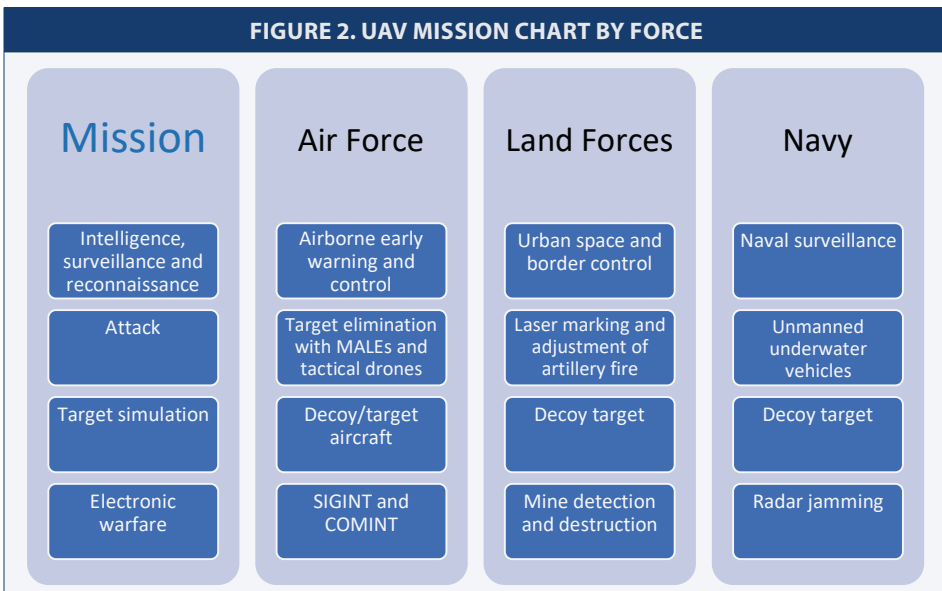 FIGURE 2. UAV MISSION CHART BY FORCE
Mission
Intelligence,
surveillance and
reconnaissance
Attack
Target simulation
Electronic
warfare
Air Force
Airborne early
warning and
control
Target elimination
with MALEs and
tactical drones
Decoy/target
aircraft
SIGINT and
COMINT
Land Forces
Urban space and
border control
Laser marking and
adjustment of
artillery fire
Decoy target
Mine detection
and destruction
Navy
Naval surveillance
Unmanned
underwater
vehicles
Decoy target
Radar jamming